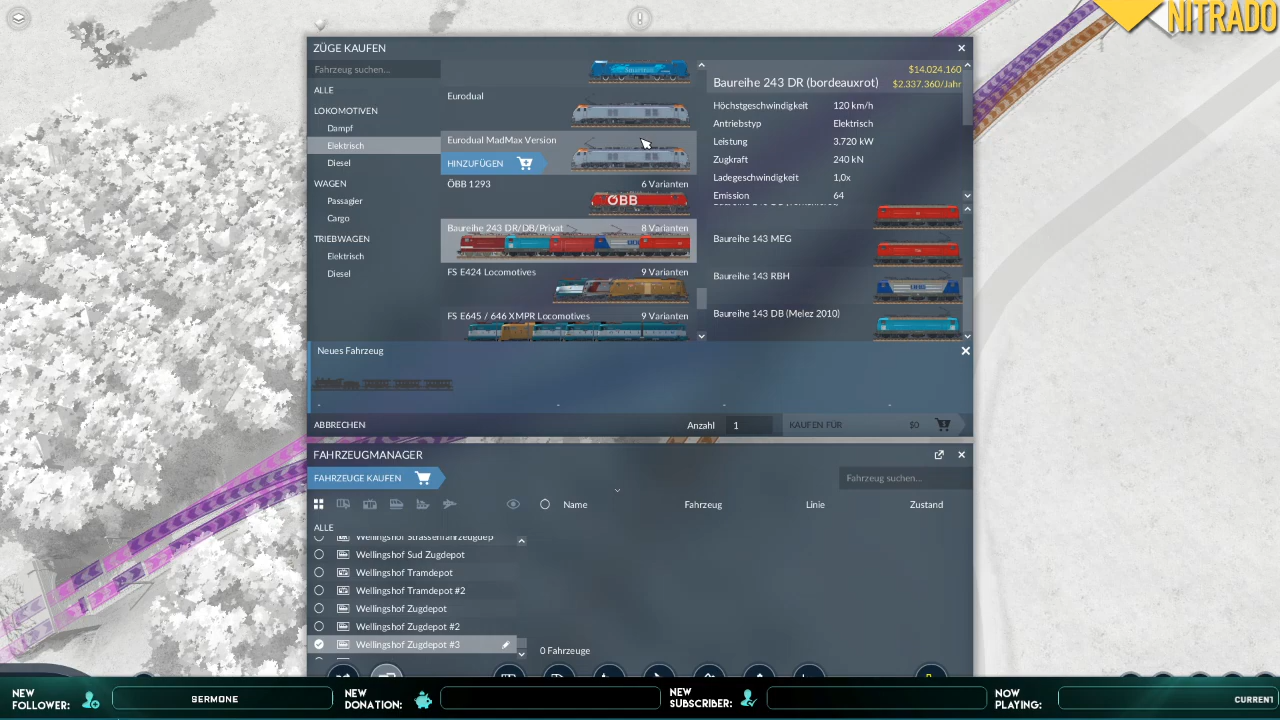 NITRADO
ZÜGE KAUFEN
Fahrzeug suchen...
ALLE
LOKOMOTIVEN
Dampf
Elektrisch
Diesel
WAGEN
Passagier
Cargo
TRIEBWAGEN
Elektrisch
Diesel
Eurodual
Eurodual MadMax Version
HINZUFÜGEN
ÖBB 1293 6 Varianten
ÖBB
Baureihe 243 DR/DB/Privat 8 Varianten
FS E424 Locomotives 9 Varianten
FS E645 / 646 XMPR Locomotives 9 Varianten
$14.024.160
Baureihe 243 DR (bordeauxrot) $2.337.360/Jahr
Höchstgeschwindigkeit 120 km/h
Antriebstyp Elektrisch
Leistung 3.720 kW
Zugkraft 240 kN
Ladegeschwindigkeit 1,0x
Emission 64
Baureihe 143 MEG
Baureihe 143 RBH
Baureihe 143 DB (Melez 2010)
Neues Fahrzeug
- - - -
ABBRECHEN Anzahl 1 KAUFEN FÜR $0
FAHRZEUGMANAGER
FAHRZEUGE KAUFEN Fahrzeug suchen...
Name Fahrzeug Linie Zustand
ALLE
Wellingshof Strassenfahrzeugdep
Wellingshof Sud Zugdepot
Wellingshof Tramdepot
Wellingshof Tramdepot #2
Wellingshof Zugdepot
Wellingshof Zugdepot #2
Wellingshof Zugdepot #3
0 Fahrzeuge
NEW FOLLOWER: SERMONE
NEW DONATION:
NEW SUBSCRIBER:
NOW PLAYING: CURRENT